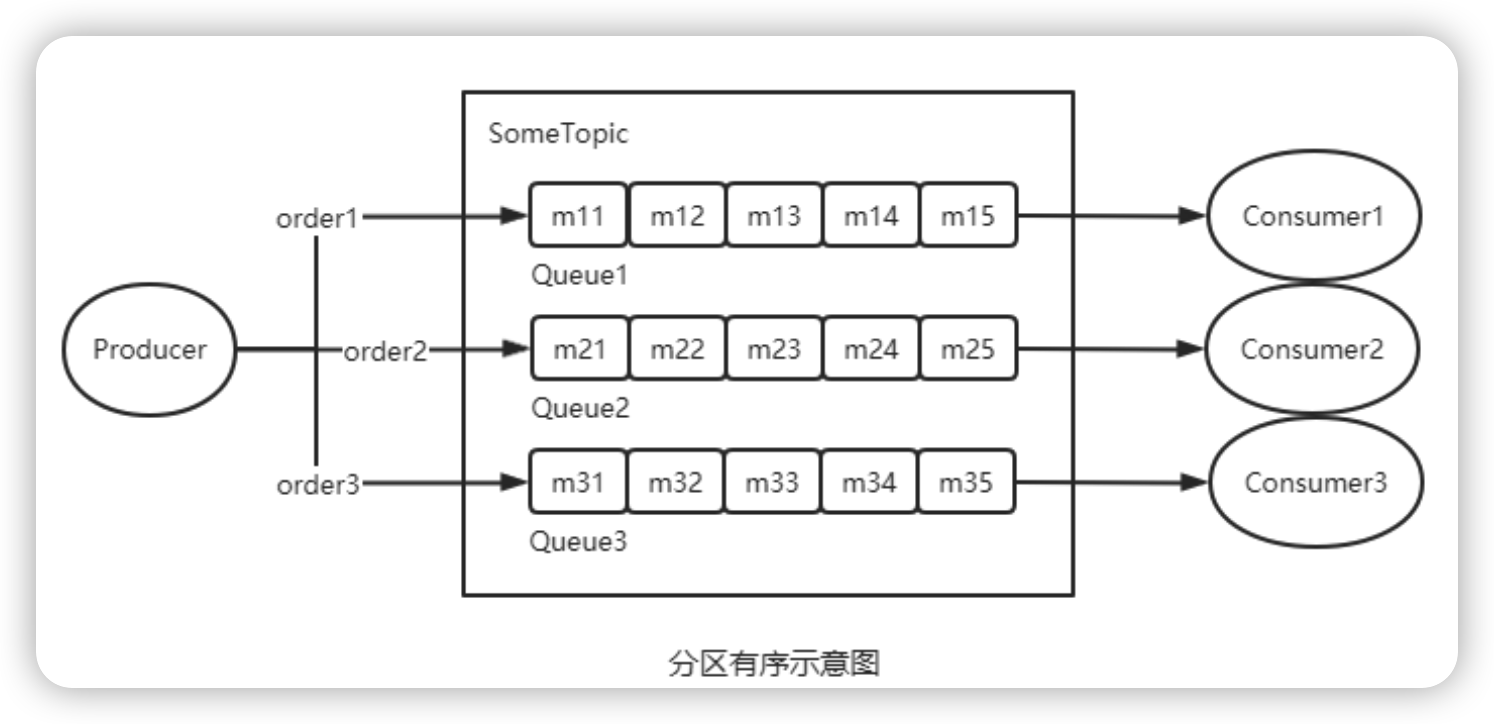 SomeTopic
order1
m11 m12 m13 m14 m15
Consumer1
Queue1
Producer
order2
m21 m22 m23 m24 m25
Consumer2
Queue2
order3
m31 m32 m33 m34 m35
Consumer3
Queue3
分区有序示意图